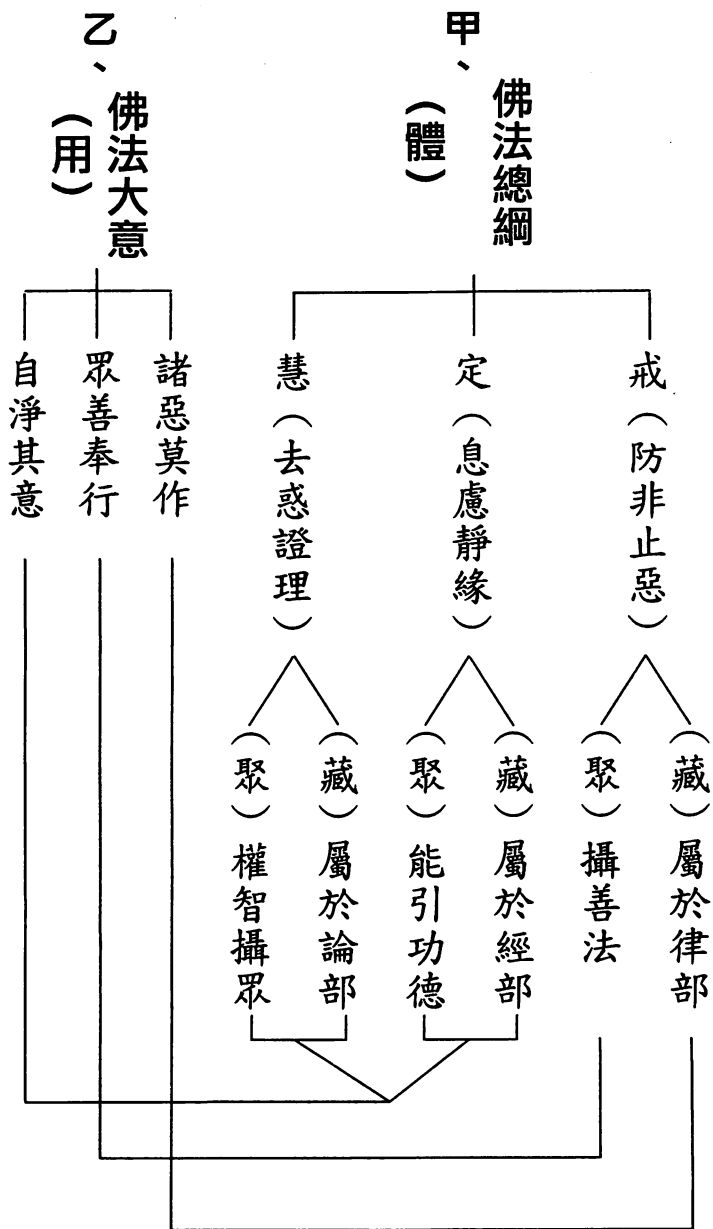 甲、
佛法總綱
（體）
戒（防非止惡）
（藏）屬於律部
（聚）攝善法
定（息慮靜緣）
（藏）屬於經部
（聚）能引功德
慧（去惑證理）
（藏）屬於論部
（聚）權智攝眾
乙、
佛法大意
（用）
諸惡莫作
眾善奉行
自淨其意